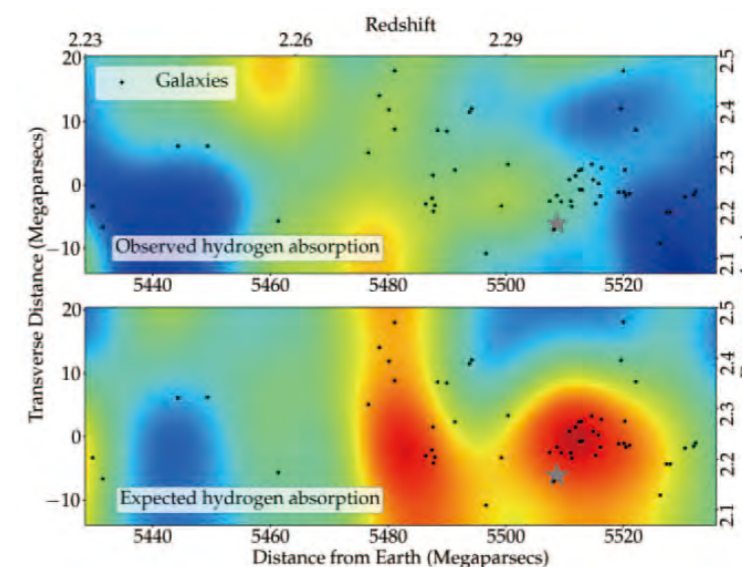 Redshift
2.23 2.26 2.29
20
10
0
−10
Galaxies
Observed hydrogen absorption
2.5
2.4
2.3
2.2
2.1
5440 5460 5480 5500 5520
Transverse Distance (Megaparsecs)
20
10
0
−10
Expected hydrogen absorption
2.5
2.4
2.2
2.1
5440 5460 5480 5500 5520
Distance from Earth (Megaparsecs)